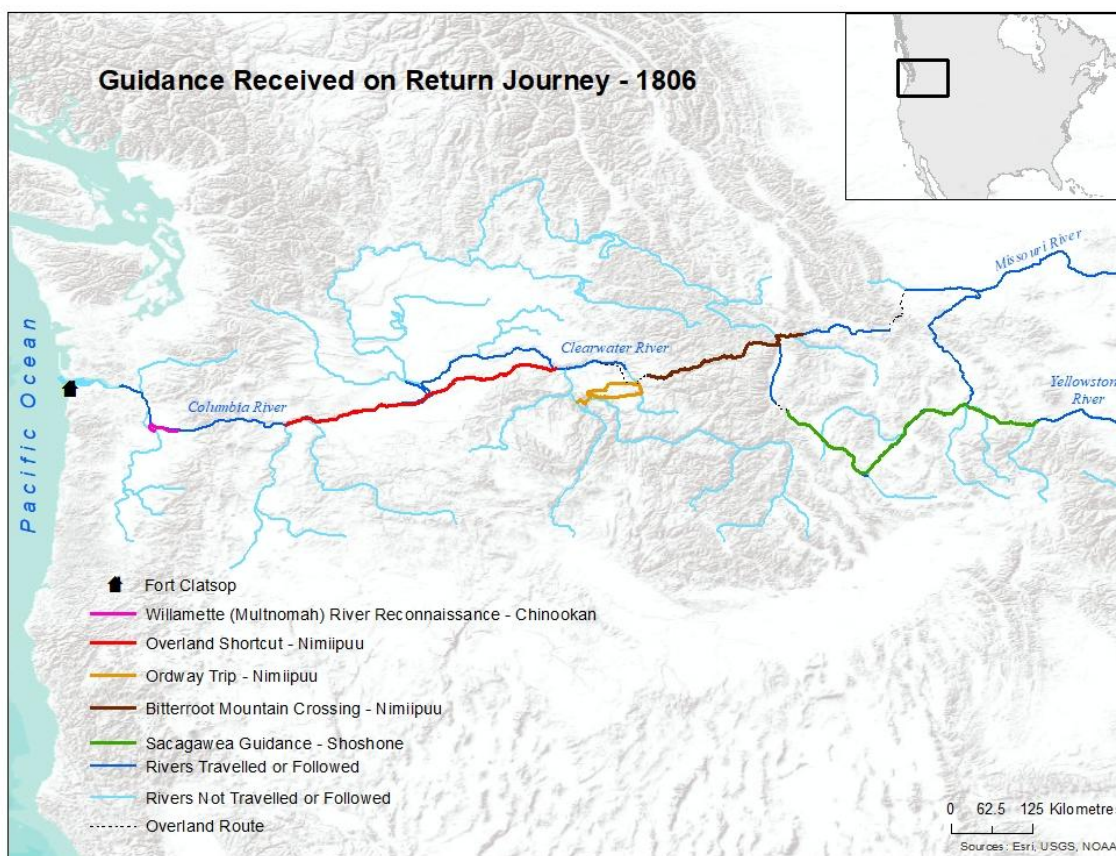 Guidance Received on Return Journey - 1806
Missouri River
Clearwater River
Columbia River
Yellowston
River
Pacific Ocean
Fort Clatsop
Willamette (Multnomah) River Reconnaissance - Chinookan
Overland Shortcut - Nimiipuu
Ordway Trip - Nimiipuu
Bitterroot Mountain Crossing - Nimiipuu
Sacagawea Guidance - Shoshone
Rivers Travelled or Followed
Rivers Not Travelled or Followed
Overland Route
0 62.5 125 Kilometre
Sources: Esri, USGS, NOAA